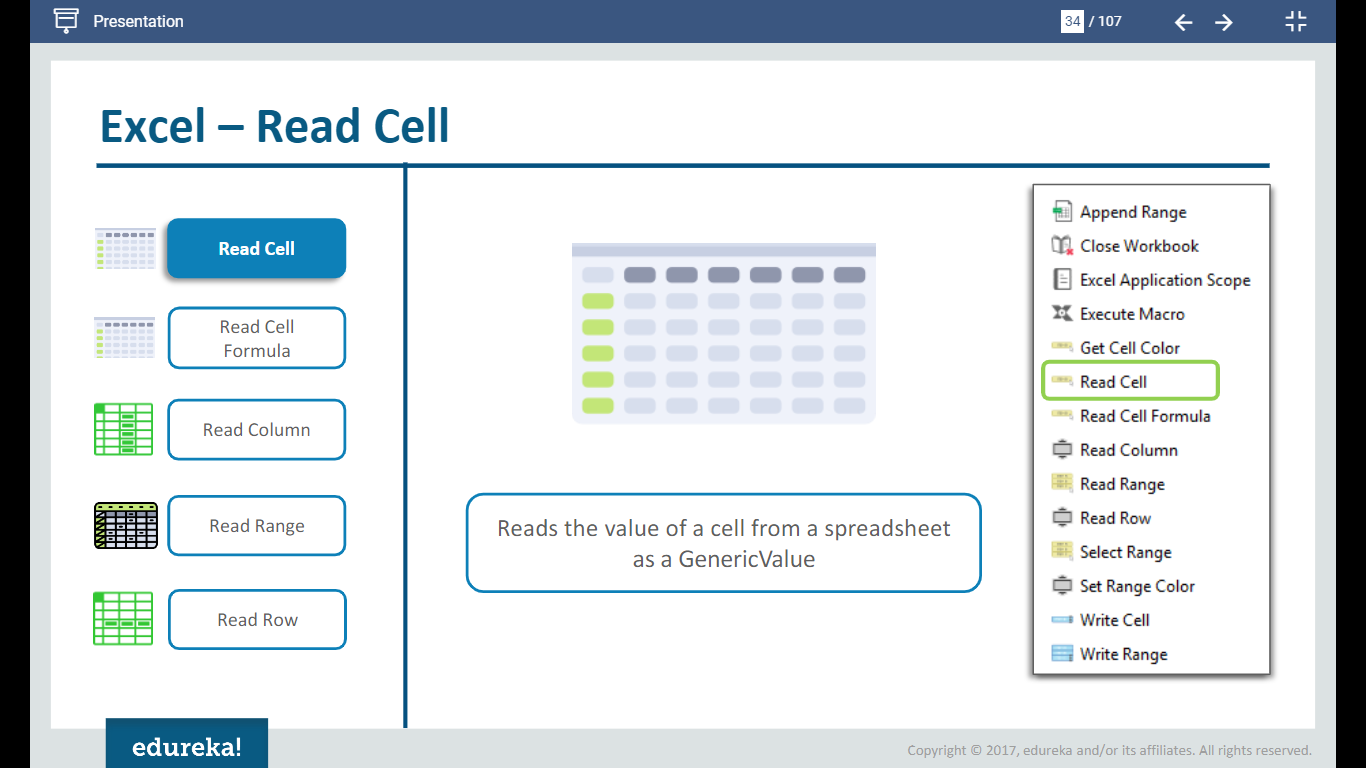 Presentation
34 / 107
Excel – Read Cell
Read Cell
Read Cell
Formula
Read Column
Read Range
Read Row
Reads the value of a cell from a spreadsheet
as a GenericValue
Append Range
Close Workbook
Excel Application Scope
Execute Macro
Get Cell Color
Read Cell
Read Cell Formula
Read Column
Read Range
Read Row
Select Range
Set Range Color
Write Cell
Write Range
edureka!
Copyright © 2017, edureka and/or its affiliates. All rights reserved.